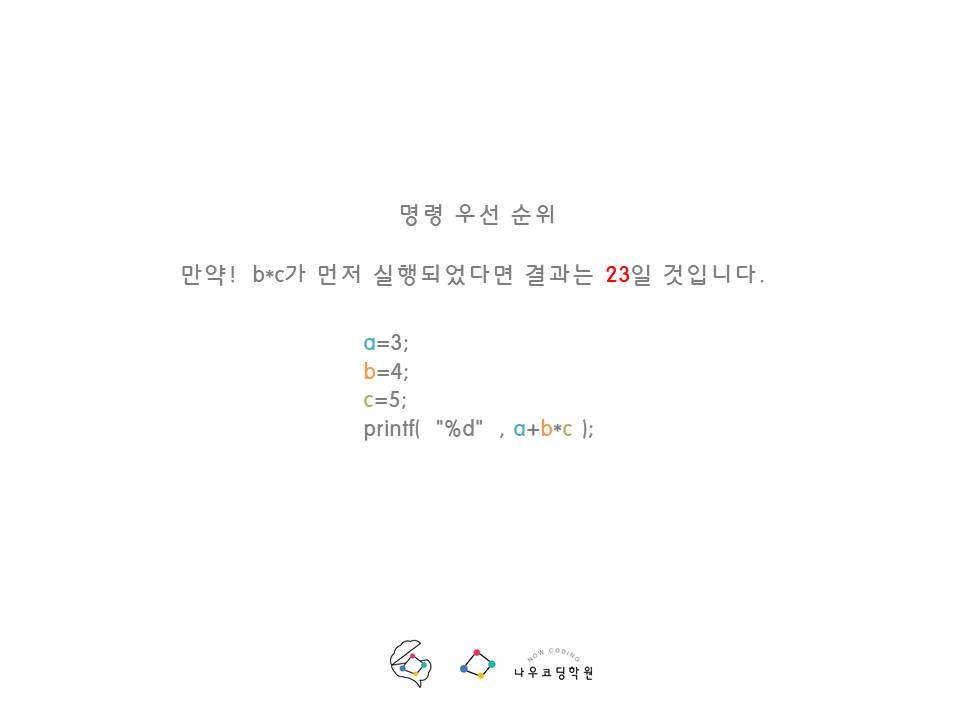 명령 우선 순위
만약! b*c가 먼저 실행되었다면 결과는 23일 것입니다.
a=3;
b=4;
c=5;
printf( "%d" , a+b*c );
NOW CODING
나우코딩학원